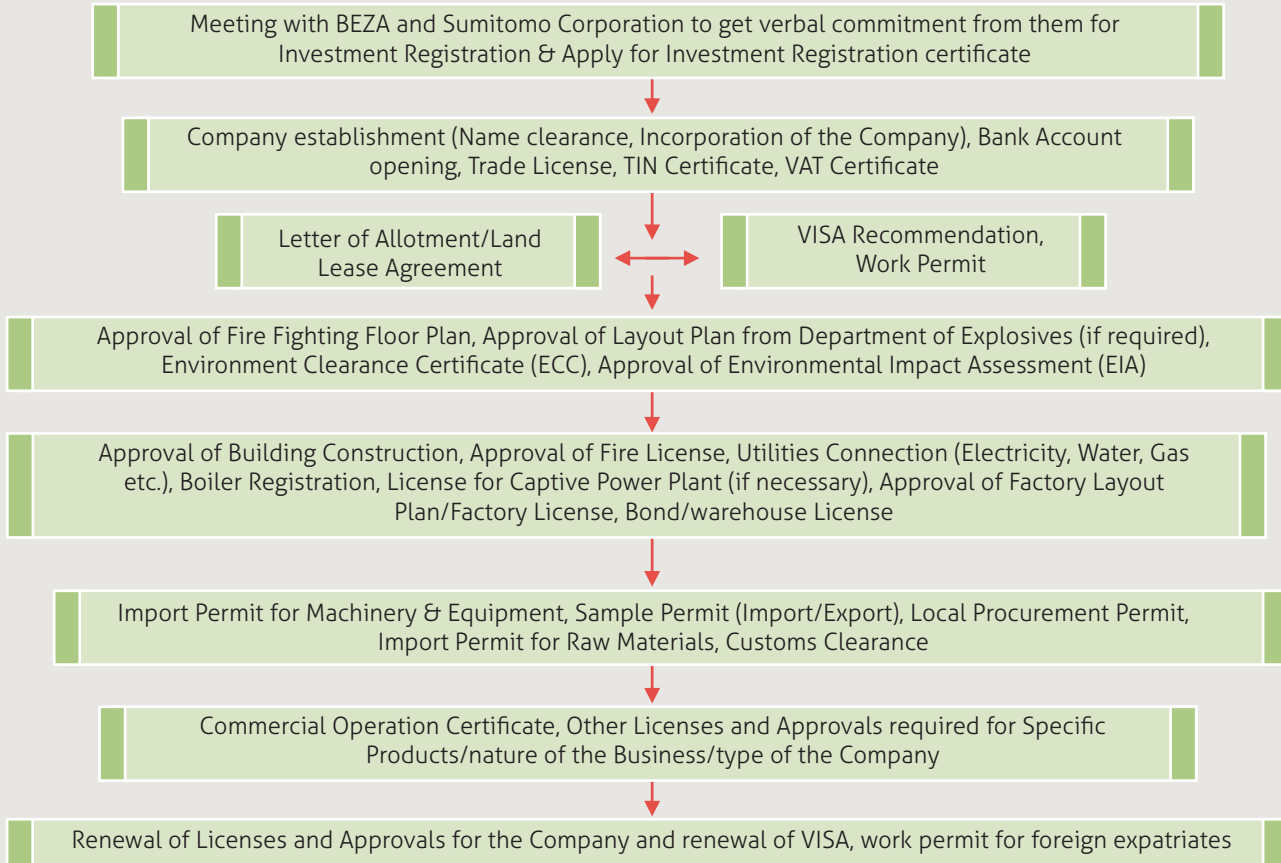 Meeting with BEZA and Sumitomo Corporation to get verbal commitment from them for
Investment Registration & Apply for Investment Registration certificate
Company establishment (Name clearance, Incorporation of the Company), Bank Account
opening, Trade License, TIN Certificate, VAT Certificate
Letter of Allotment/Land
Lease Agreement
VISA Recommendation,
Work Permit
Approval of Fire Fighting Floor Plan, Approval of Layout Plan from Department of Explosives (if required),
Environment Clearance Certificate (ECC), Approval of Environmental Impact Assessment (EIA)
Approval of Building Construction, Approval of Fire License, Utilities Connection (Electricity, Water, Gas
etc.), Boiler Registration, License for Captive Power Plant (if necessary), Approval of Factory Layout
Plan/Factory License, Bond/warehouse License
Import Permit for Machinery & Equipment, Sample Permit (Import/Export), Local Procurement Permit,
Import Permit for Raw Materials, Customs Clearance
Commercial Operation Certificate, Other Licenses and Approvals required for Specific
Products/nature of the Business/type of the Company
Renewal of Licenses and Approvals for the Company and renewal of VISA, work permit for foreign expatriates